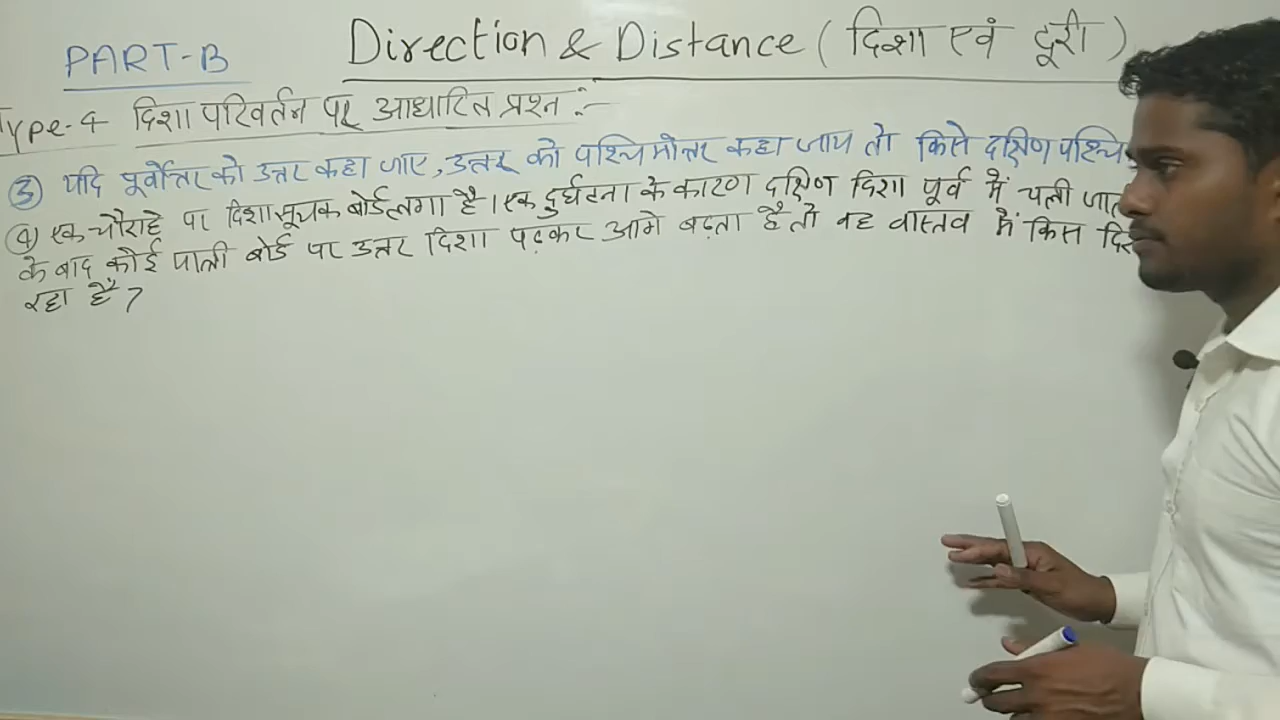 PART-B
Direction & Distance (दिशा एवं दूरी)
Type-4 दिशा परिवर्तन पर आधारित प्रश्न :-
③ यदि पूर्वोत्तर को उत्तर कहा जाए, उत्तर को पश्चिमोत्तर कहा जाय तो किसे दक्षिण पश्चि
④ एक चौराहे पर दिशासूचक बोर्ड लगा है। एक दुर्घटना के कारण दक्षिण दिशा पूर्व में चली जात
के बाद कोई यात्री बोर्ड पर उत्तर दिशा पढ़कर आगे बढ़ता है तो वह वास्तव में किस दि
रहा है?